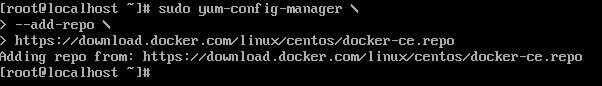 [root@localhost ~]# sudo yum-config-manager \
> --add-repo \
> https://download.docker.com/linux/centos/docker-ce.repo
Adding repo from: https://download.docker.com/linux/centos/docker-ce.repo
[root@localhost ~]#